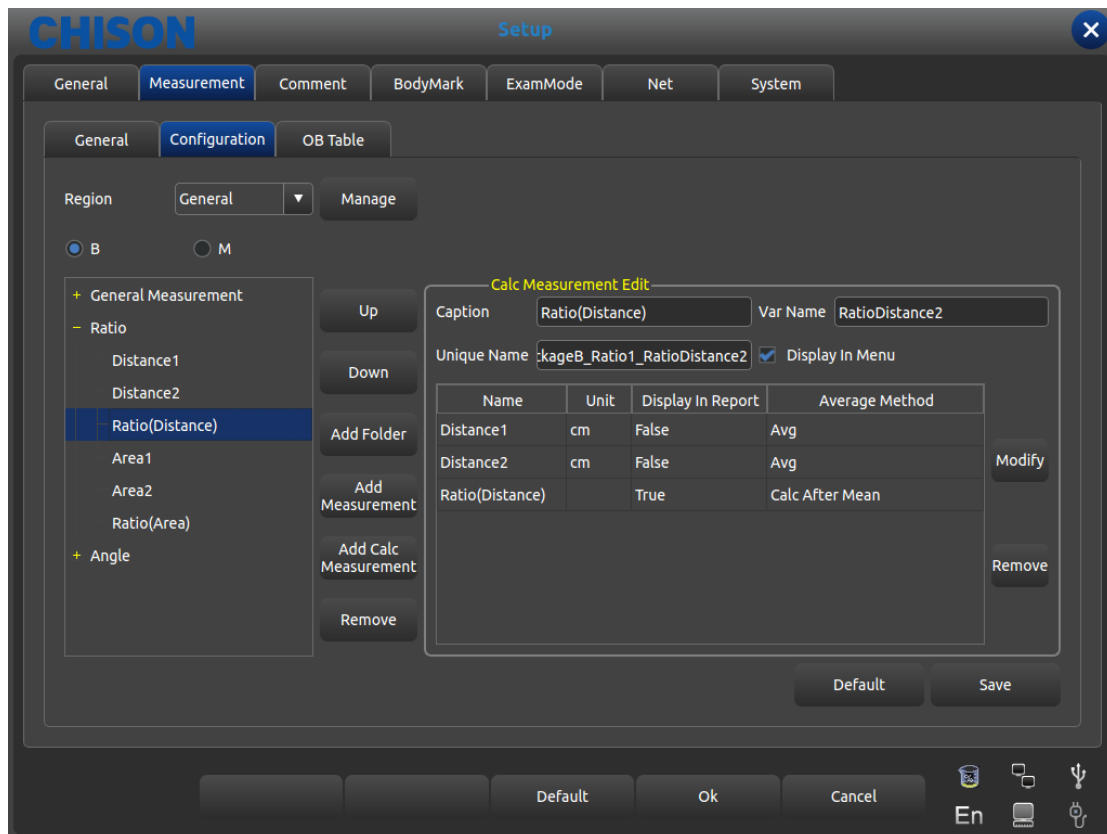 CHISON
Setup
General Measurement Comment BodyMark ExamMode Net System
General Configuration OB Table
Region General Manage
B M
+ General Measurement
- Ratio
Distance1
Distance2
Ratio(Distance)
Area1
Area2
Ratio(Area)
+ Angle
Up
Down
Add Folder
Add
Measurement
Add Calc
Measurement
Remove
Calc Measurement Edit
Caption Ratio(Distance) Var Name RatioDistance2
Unique Name kageB_Ratio1_RatioDistance2 Display In Menu
Name Unit Display In Report Average Method
Distance1 cm False Avg
Distance2 cm False Avg
Ratio(Distance) True Calc After Mean
Modify
Remove
Default Save
Default Ok Cancel
En